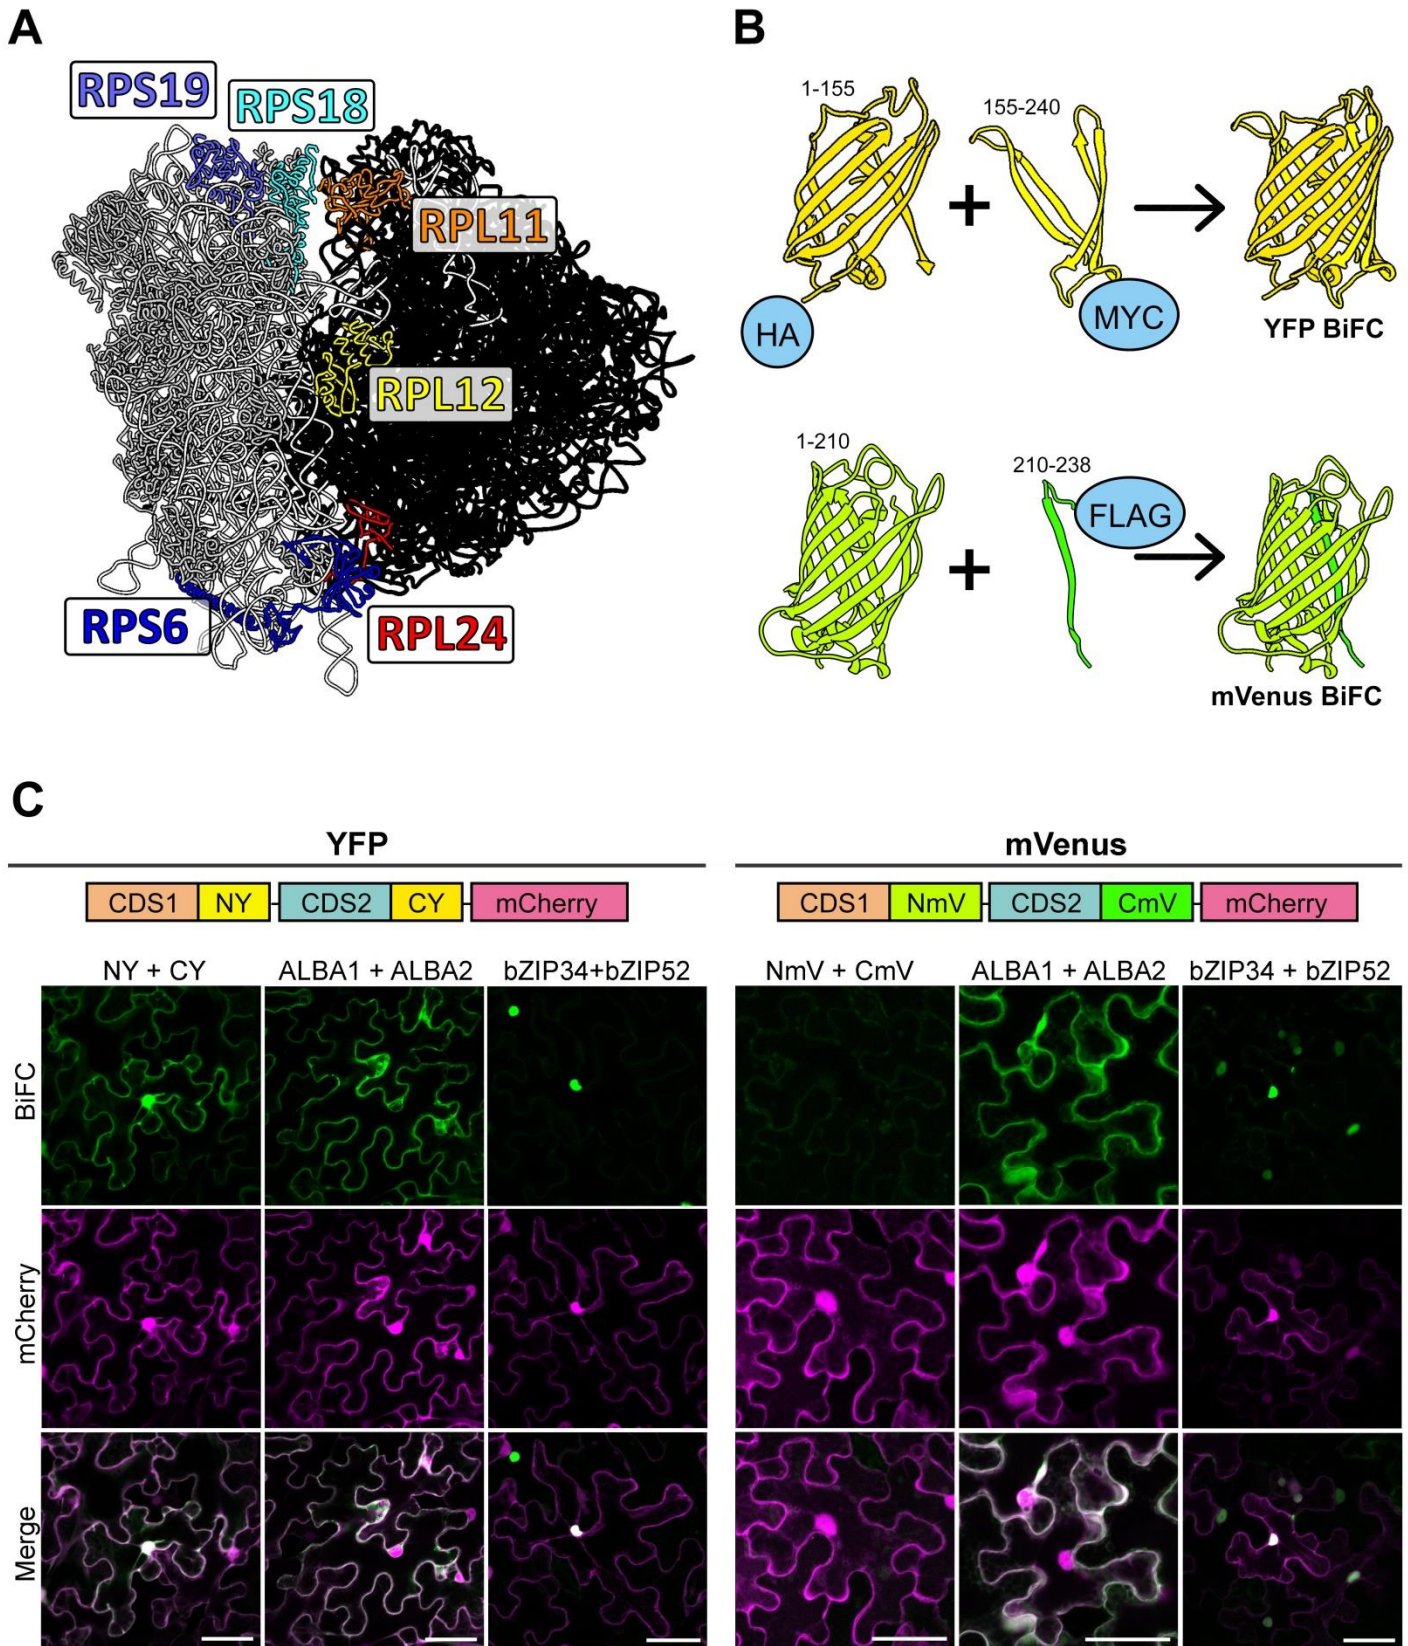 A
RPS19
RPS18
RPL11
RPL12
RPS6
RPL24
B
1-155
155-240
HA
MYC
YFP BiFC
1-210
210-238
FLAG
mVenus BiFC
C
YFP
CDS1 NY CDS2 CY mCherry
NY + CY ALBA1 + ALBA2 bZIP34+bZIP52
mVenus
CDS1 NmV CDS2 CmV mCherry
NmV + CmV ALBA1 + ALBA2 bZIP34 + bZIP52
BiFC
mCherry
Merge